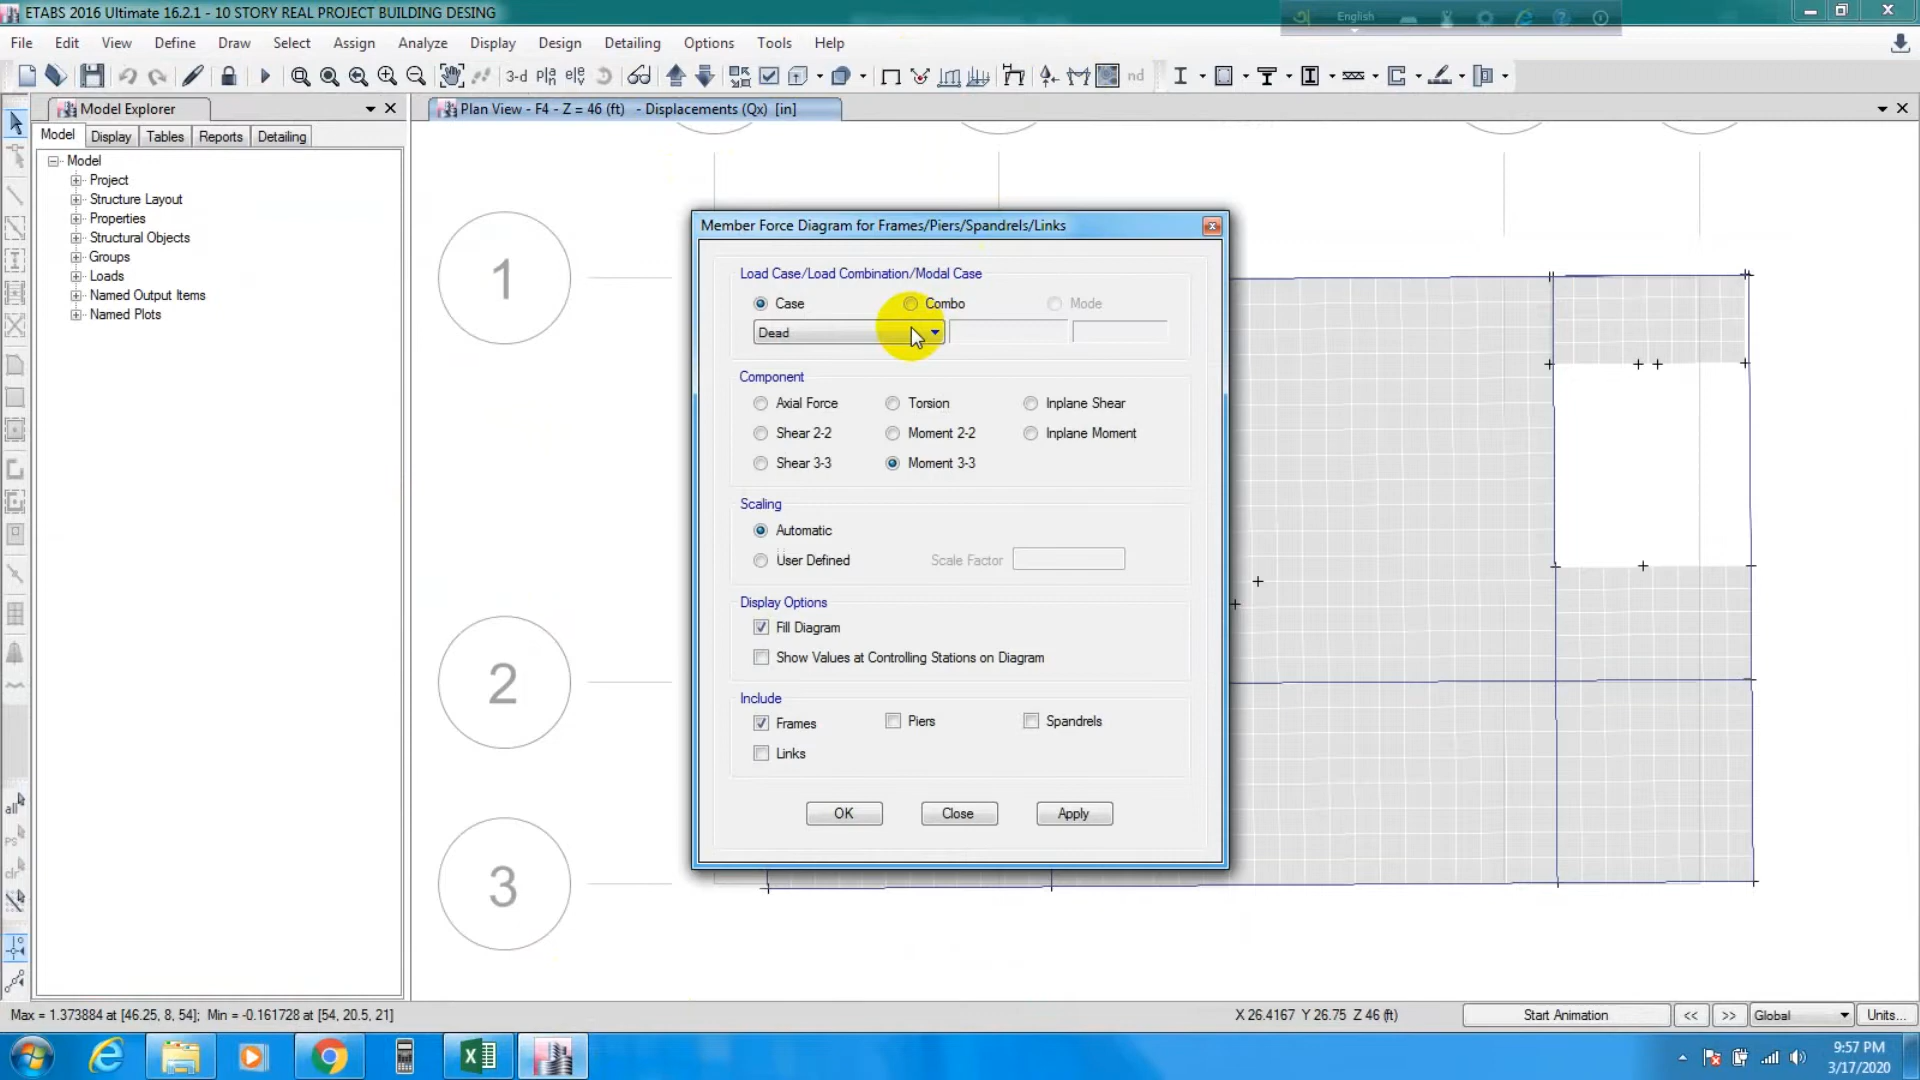 ETABS 2016 Ultimate 16.2.1 - 10 STORY REAL PROJECT BUILDING DESING
English
File Edit View Define Draw Select Assign Analyze Display Design Detailing Options Tools Help
3-d nd
Model Explorer
Plan View - F4 - Z = 46 (ft) - Displacements (Qx) [in]
Model Display Tables Reports Detailing
Model
Project
Structure Layout
Properties
Structural Objects
Groups
Loads
Named Output Items
Named Plots
1
2
3
Member Force Diagram for Frames/Piers/Spandrels/Links
Load Case/Load Combination/Modal Case
Case Combo Mode
Dead
Component
Axial Force Torsion Inplane Shear
Shear 2-2 Moment 2-2 Inplane Moment
Shear 3-3 Moment 3-3
Scaling
Automatic
User Defined Scale Factor
Display Options
Fill Diagram
Show Values at Controlling Stations on Diagram
Include
Frames Piers Spandrels
Links
OK Close Apply
all
PS
clr
Max = 1.373884 at [46.25, 8, 54]; Min = -0.161728 at [54, 20.5, 21]
X 26.4167 Y 26.75 Z 46 (ft)
Start Animation << >> Global Units...
9:57 PM
3/17/2020